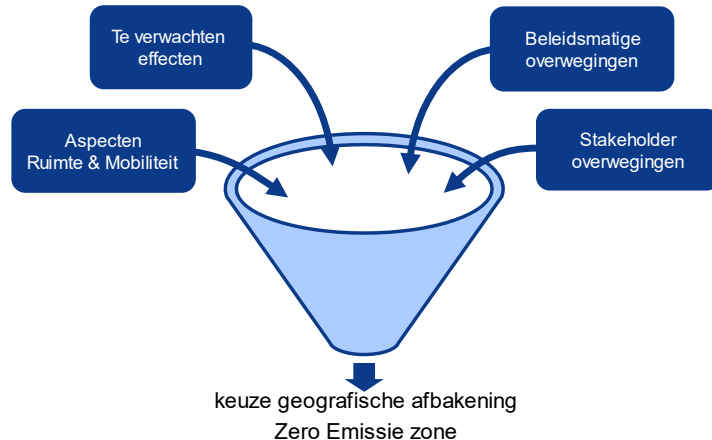 Te verwachten
effecten
Beleidsmatige
overwegingen
Aspecten
Ruimte & Mobiliteit
Stakeholder
overwegingen
keuze geografische afbakening
Zero Emissie zone